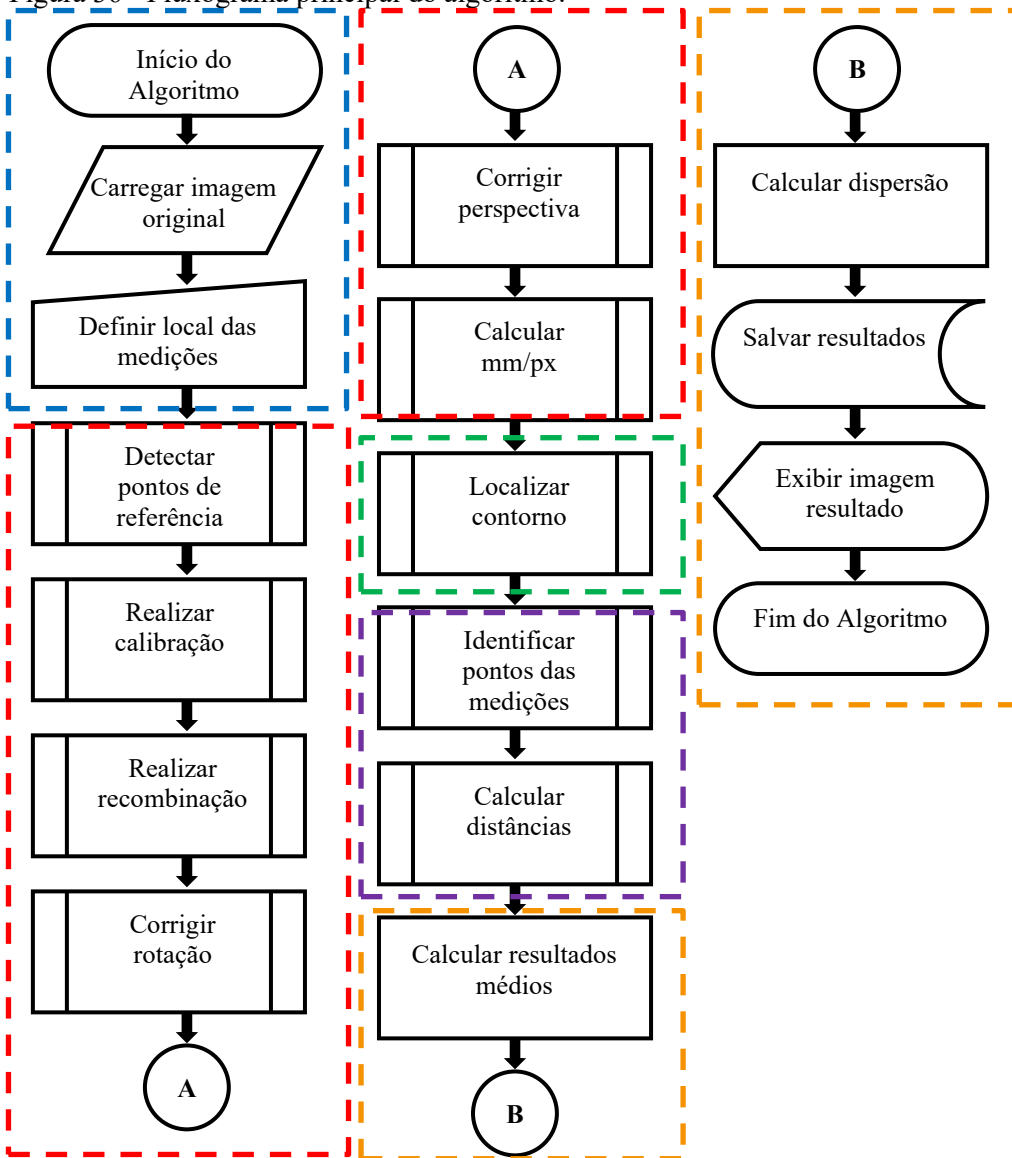 Início do
Algoritmo
Carregar imagem
original
Definir local das
medições
Detectar
pontos de
referência
Realizar
calibração
Realizar
recombinação
Corrigir
rotação
A
A
Corrigir
perspectiva
Calcular
mm/px
Localizar
contorno
Identificar
pontos das
medições
Calcular
distâncias
Calcular resultados
médios
B
B
Calcular dispersão
Salvar resultados
Exibir imagem
resultado
Fim do Algoritmo